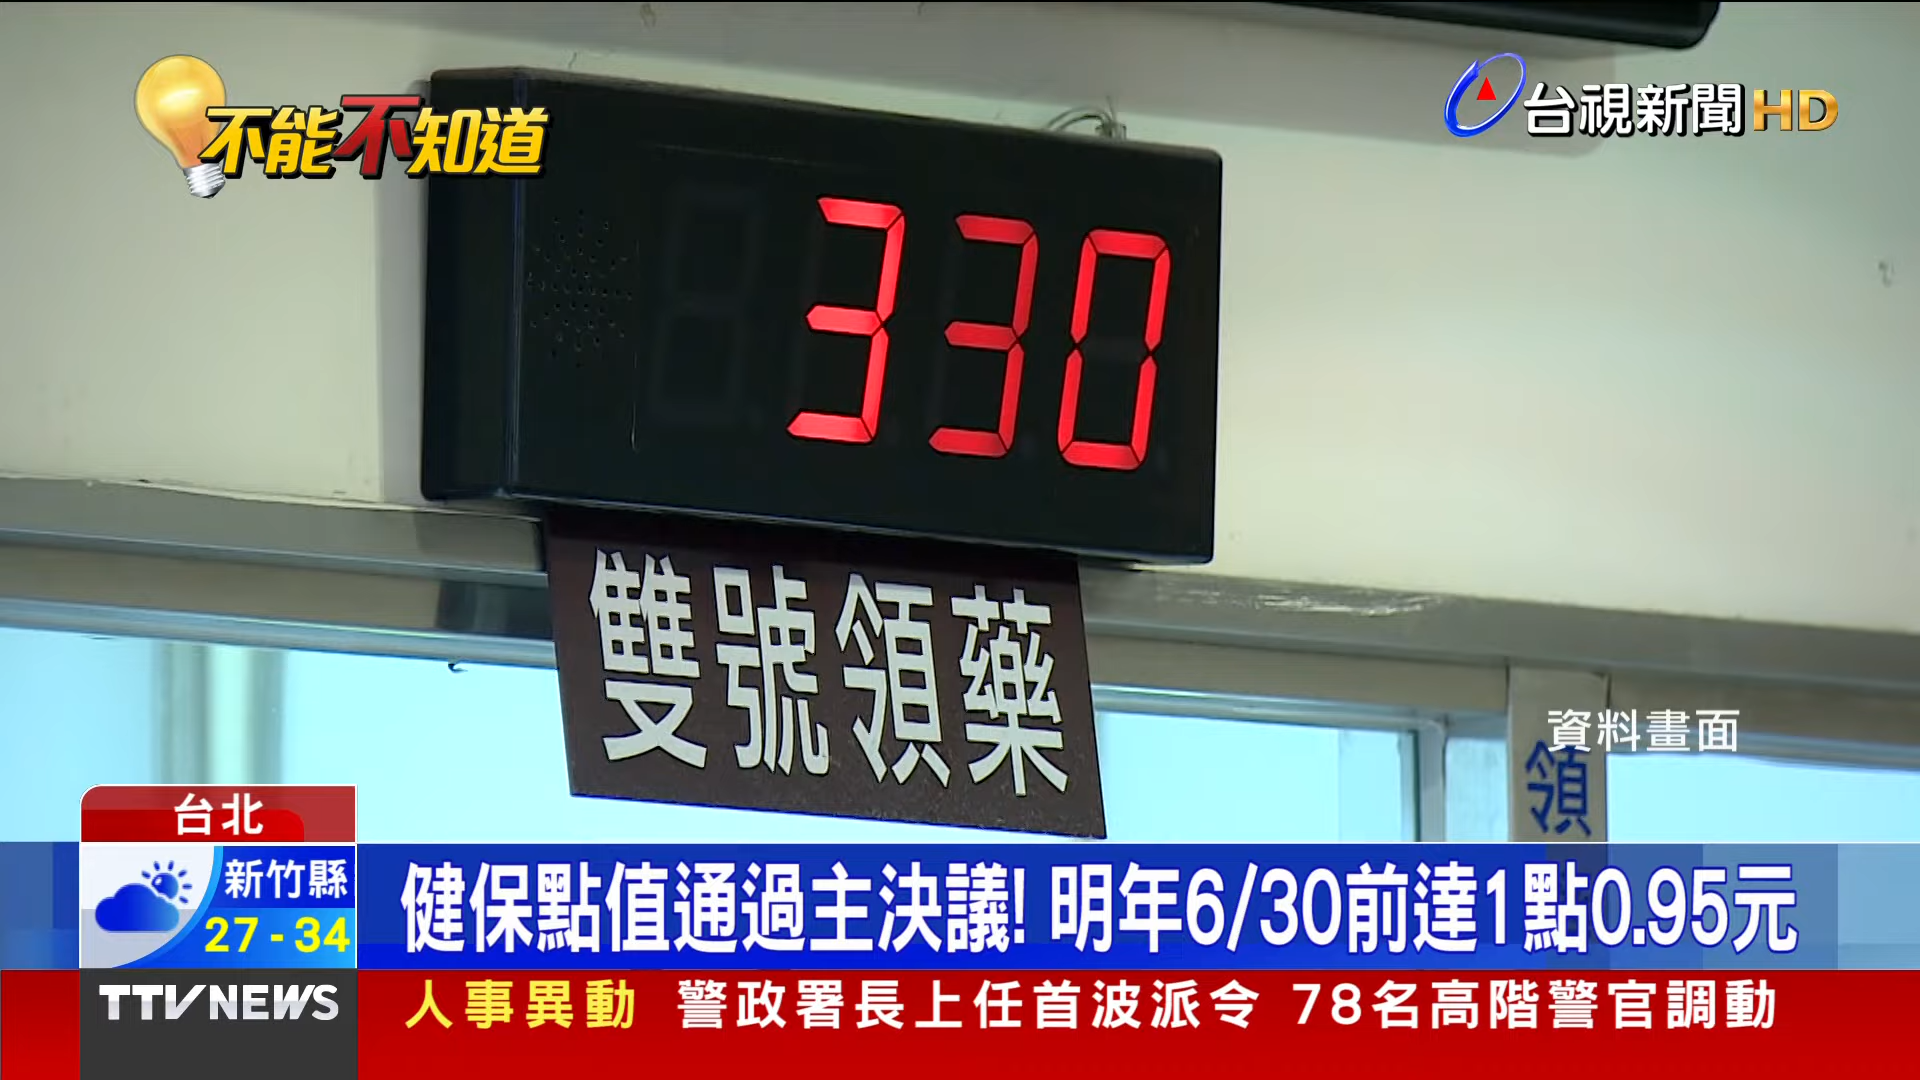 不能不知道
台視新聞HD
330
雙號領藥
資料畫面
領
台北
新竹縣
27-34
健保點值通過主決議! 明年6/30前達1點0.95元
TTV NEWS
人事異動 警政署長上任首波派令 78名高階警官調動